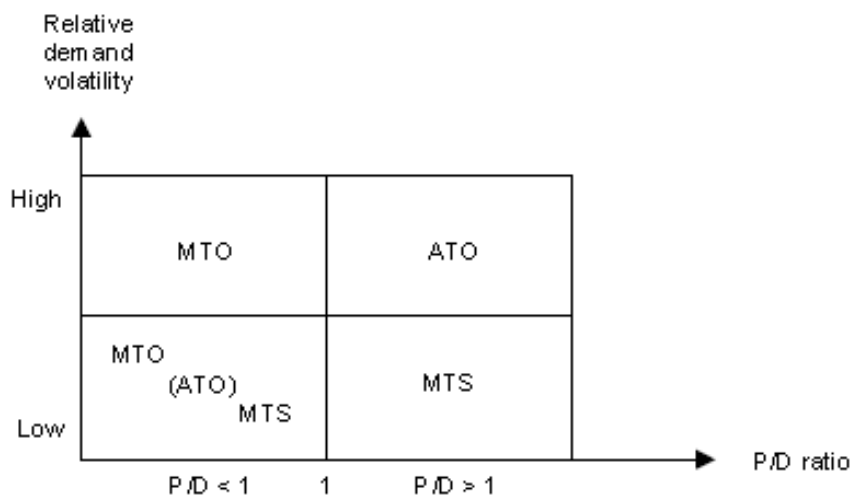 Relative
demand
volatility
High
MTO
ATO
MTO
(ATO)
MTS
MTS
Low
P/D ratio
P/D < 1
1
P/D > 1